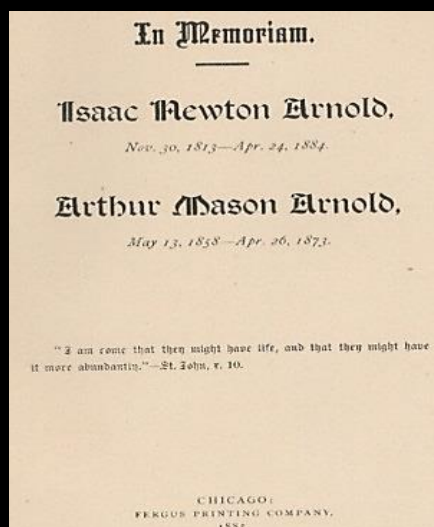 In Memoriam.
Isaac Newton Arnold,
Nov. 30, 1813—Apr. 24, 1884.
Arthur Mason Arnold,
May 13, 1858—Apr. 26, 1873.
"I am come that they might have life, and that they might have
it more abundantly."—St. John, x. 10.
CHICAGO:
FERGUS PRINTING COMPANY.